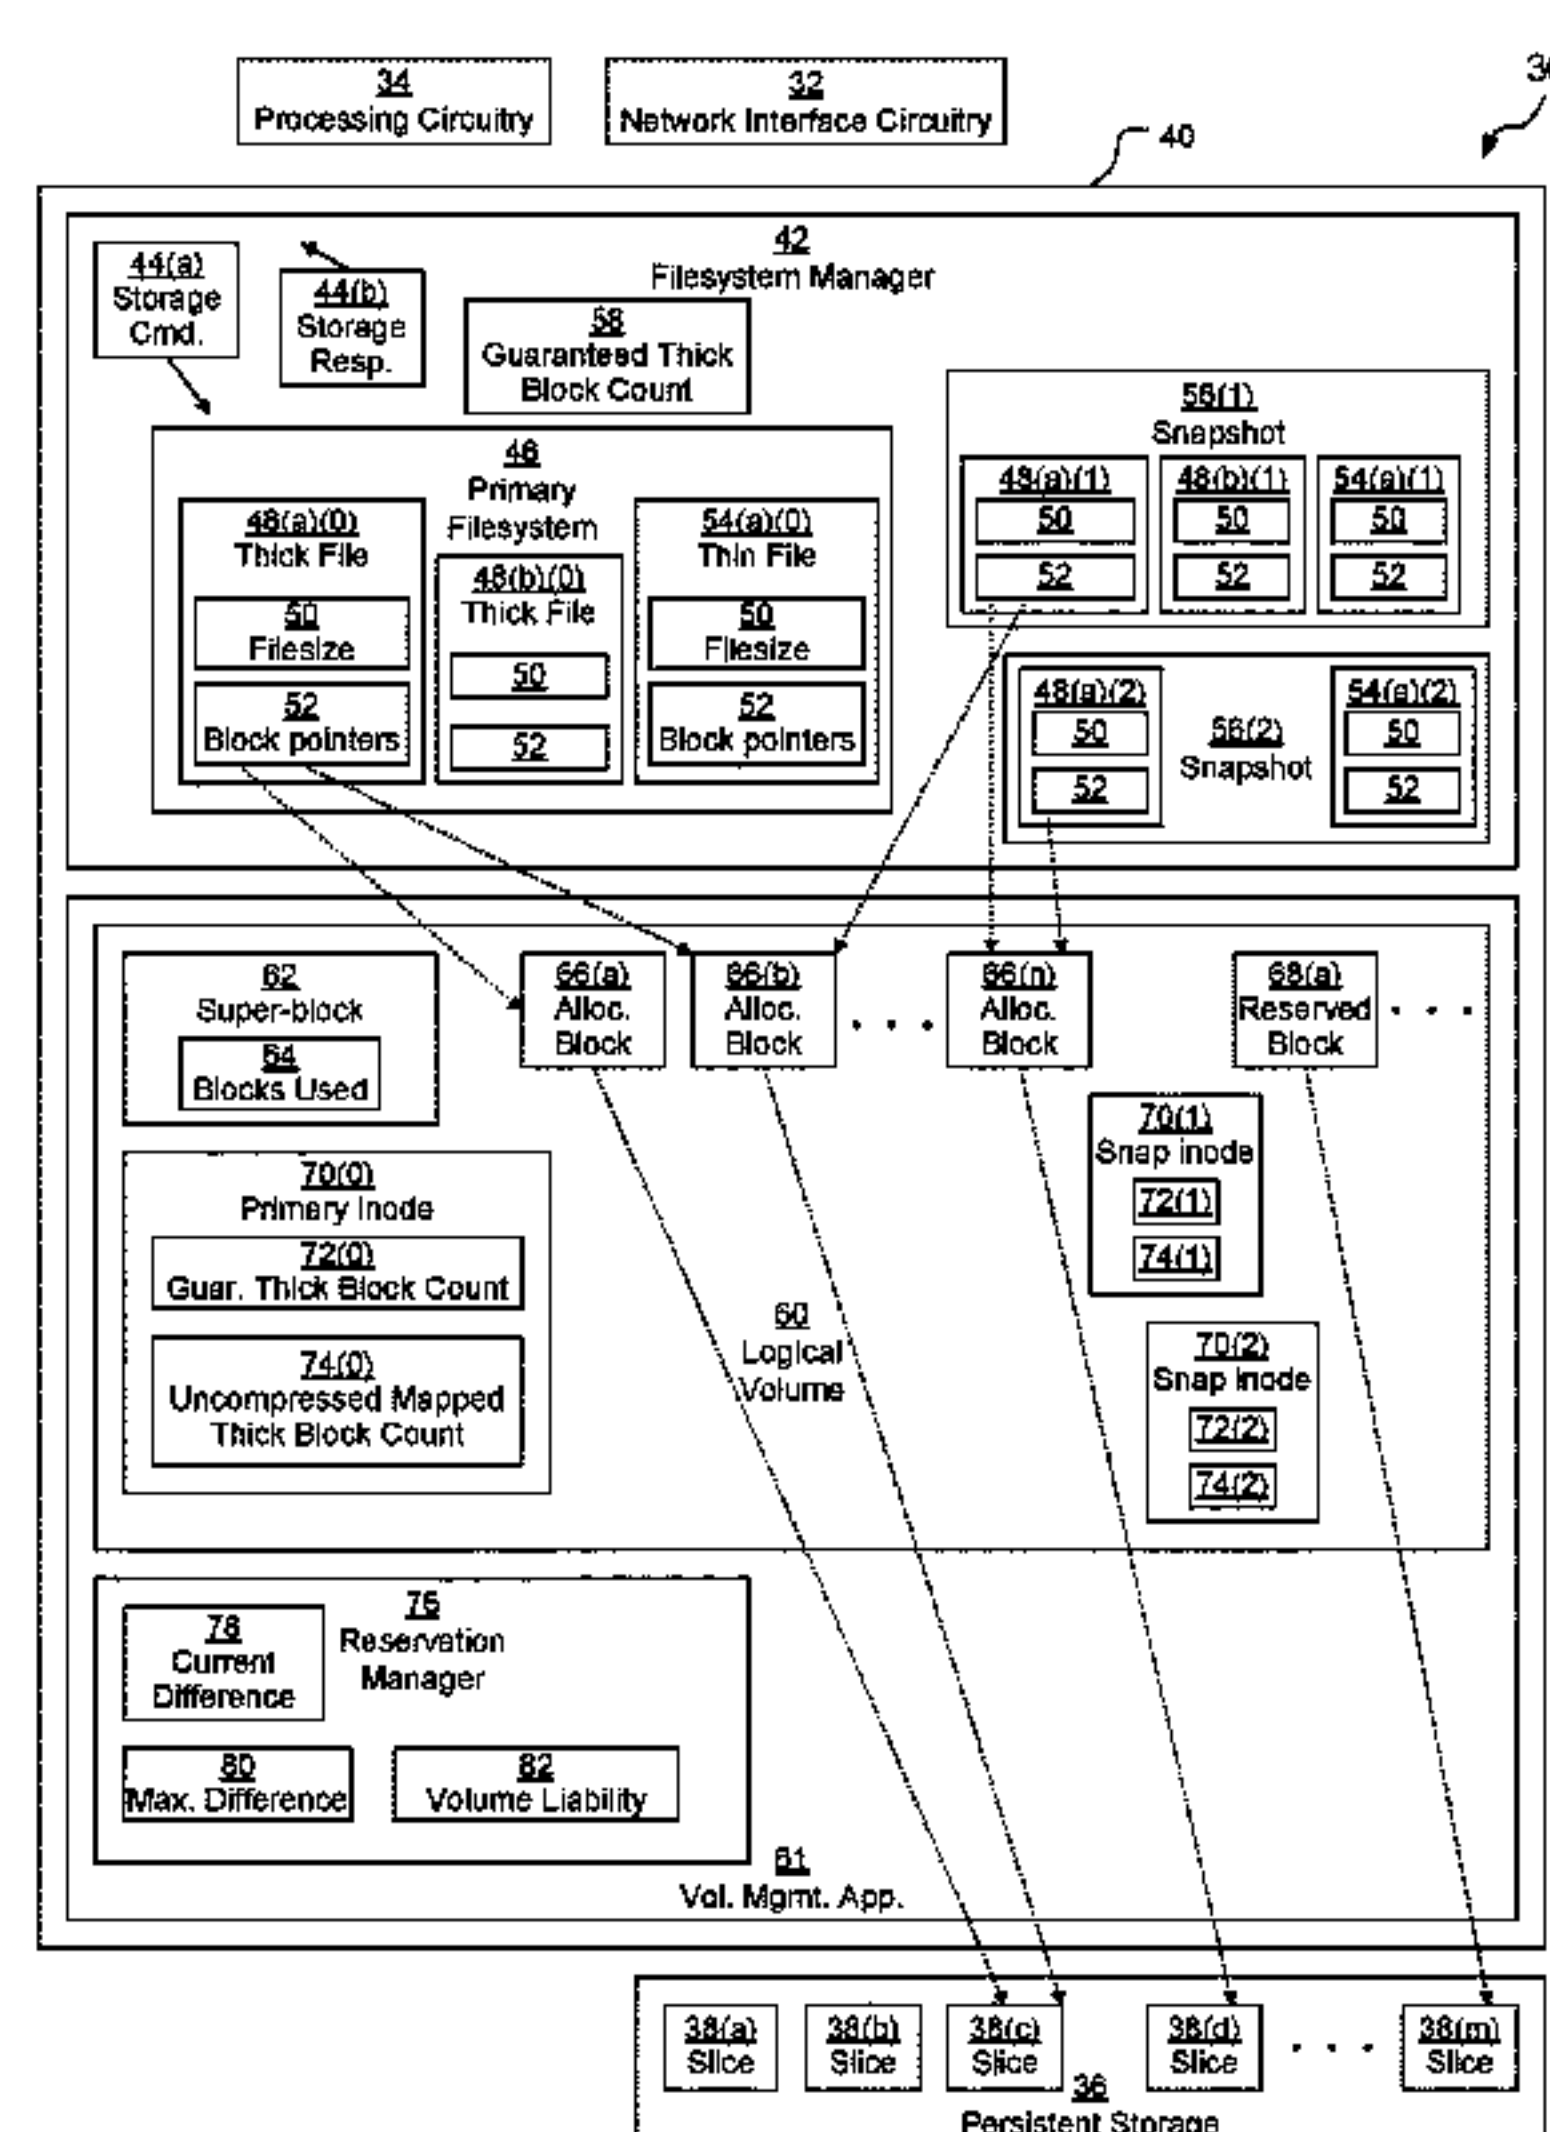 34
Processing Circuitry
32
Network Interface Circuitry
40
42
Filesystem Manager
44(a)
Storage
Cmd.
44(b)
Storage
Resp.
58
Guaranteed Thick
Block Count
46
Primary
Filesystem
48(a)(0)
Thick File
50
Filesize
52
Block pointers
48(b)(0)
Thick File
50
52
54(a)(0)
Thin File
50
Filesize
52
Block pointers
56(1)
Snapshot
48(a)(1)
50
52
48(b)(1)
50
52
54(a)(1)
50
52
48(a)(2)
50
52
56(2)
Snapshot
54(a)(2)
50
52
62
Super-block
64
Blocks Used
66(a)
Alloc.
Block
66(b)
Alloc.
Block
. . .
66(n)
Alloc.
Block
68(a)
Reserved
Block
. . .
70(0)
Primary Inode
72(0)
Guar. Thick Block Count
74(0)
Uncompressed Mapped
Thick Block Count
70(1)
Snap inode
72(1)
74(1)
60
Logical
Volume
70(2)
Snap Inode
72(2)
74(2)
76
Reservation
Manager
78
Current
Difference
80
Max. Difference
82
Volume Liability
61
Vol. Mgmt. App.
38(a)
Slice
38(b)
Slice
38(c)
Slice
38(d)
Slice
. . .
38(m)
Slice
36
Persistent Storage